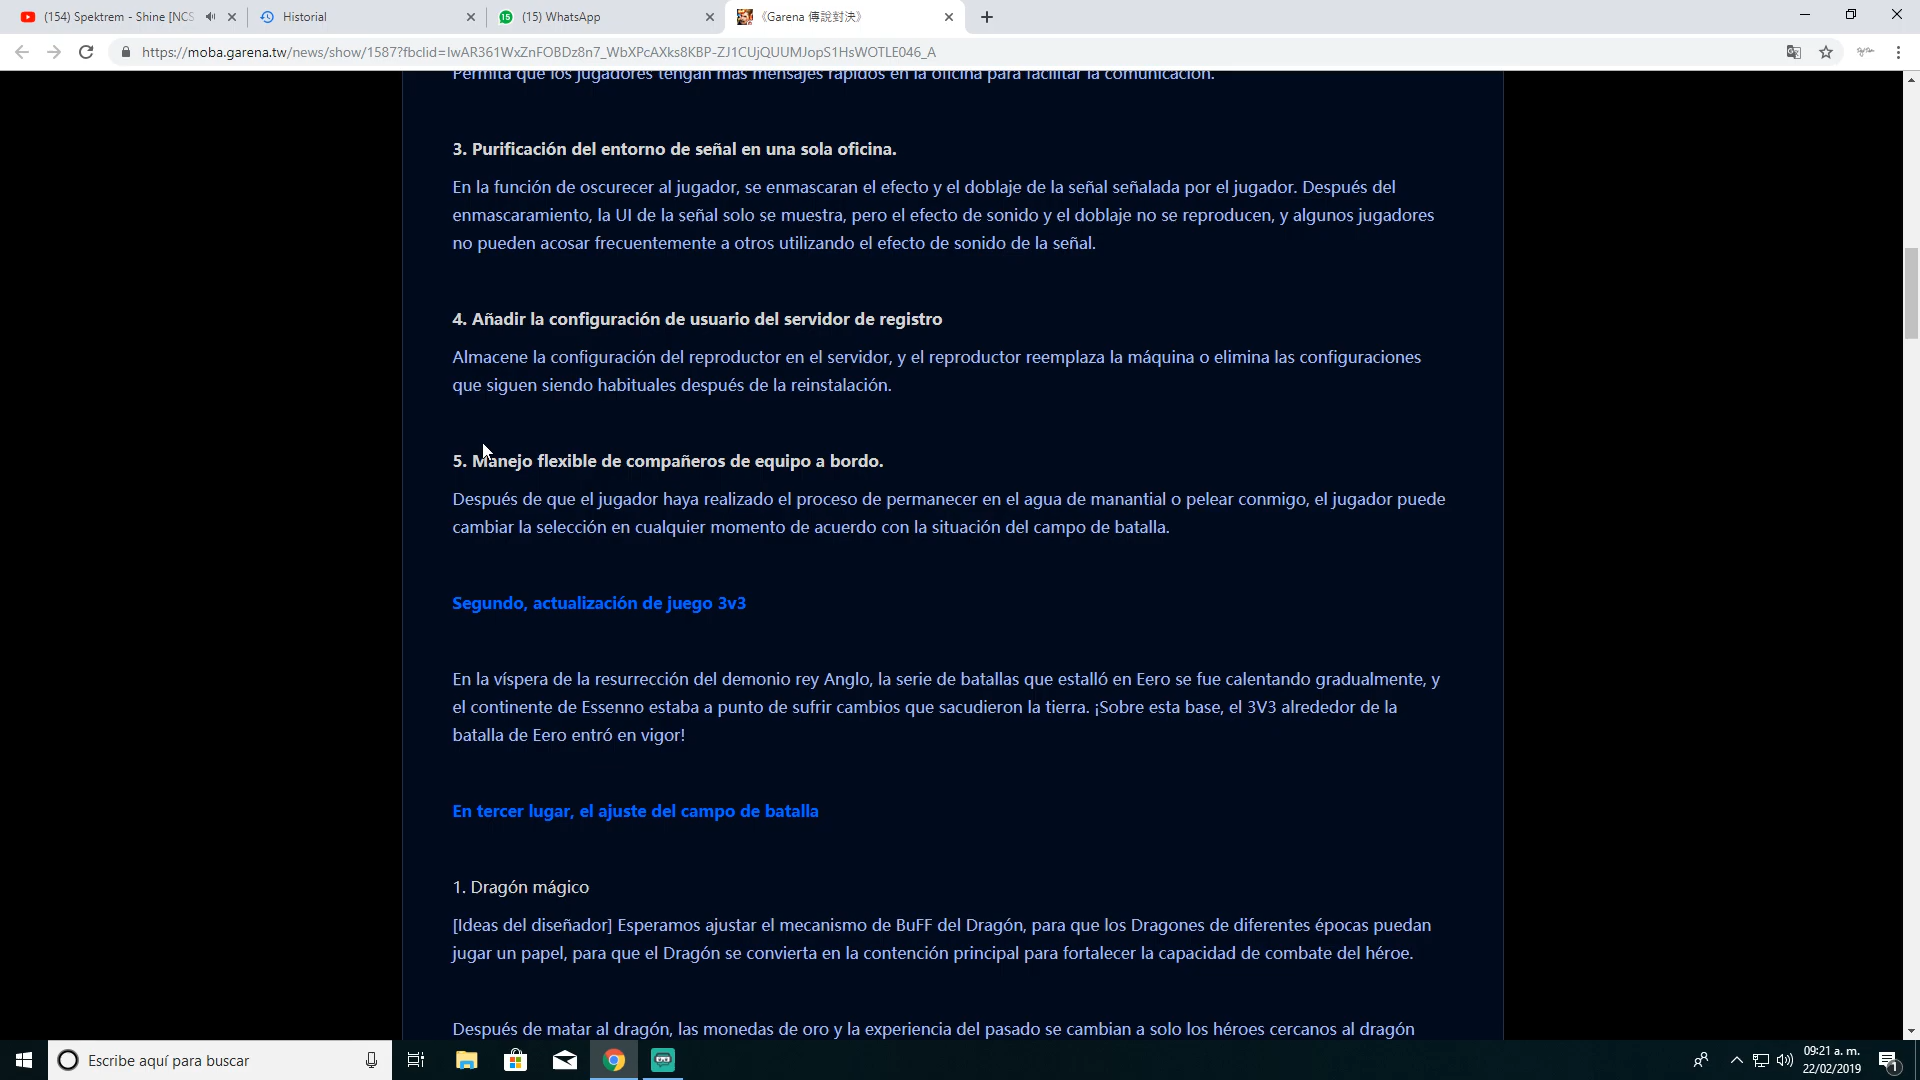 (154) Spektrem - Shine [NCS
Historial
(15) WhatsApp
《Garena 傳說對決》
https://moba.garena.tw/news/show/1587?fbclid=IwAR361WxZnFOBDz8n7_WbXPcAXks8KBP-ZJ1CUjQUUMJopS1HsWOTLE046_A
Permita que los jugadores tengan más mensajes rápidos en la oficina para facilitar la comunicación.
3. Purificación del entorno de señal en una sola oficina.
En la función de oscurecer al jugador, se enmascaran el efecto y el doblaje de la señal señalada por el jugador. Después del
enmascaramiento, la UI de la señal solo se muestra, pero el efecto de sonido y el doblaje no se reproducen, y algunos jugadores
no pueden acosar frecuentemente a otros utilizando el efecto de sonido de la señal.
4. Añadir la configuración de usuario del servidor de registro
Almacene la configuración del reproductor en el servidor, y el reproductor reemplaza la máquina o elimina las configuraciones
que siguen siendo habituales después de la reinstalación.
5. Manejo flexible de compañeros de equipo a bordo.
Después de que el jugador haya realizado el proceso de permanecer en el agua de manantial o pelear conmigo, el jugador puede
cambiar la selección en cualquier momento de acuerdo con la situación del campo de batalla.
Segundo, actualización de juego 3v3
En la víspera de la resurrección del demonio rey Anglo, la serie de batallas que estalló en Eero se fue calentando gradualmente, y
el continente de Essenno estaba a punto de sufrir cambios que sacudieron la tierra. ¡Sobre esta base, el 3V3 alrededor de la
batalla de Eero entró en vigor!
En tercer lugar, el ajuste del campo de batalla
1. Dragón mágico
[Ideas del diseñador] Esperamos ajustar el mecanismo de BuFF del Dragón, para que los Dragones de diferentes épocas puedan
jugar un papel, para que el Dragón se convierta en la contención principal para fortalecer la capacidad de combate del héroe.
Después de matar al dragón, las monedas de oro y la experiencia del pasado se cambian a solo los héroes cercanos al dragón
Escribe aquí para buscar
09:21 a. m.
22/02/2019
1